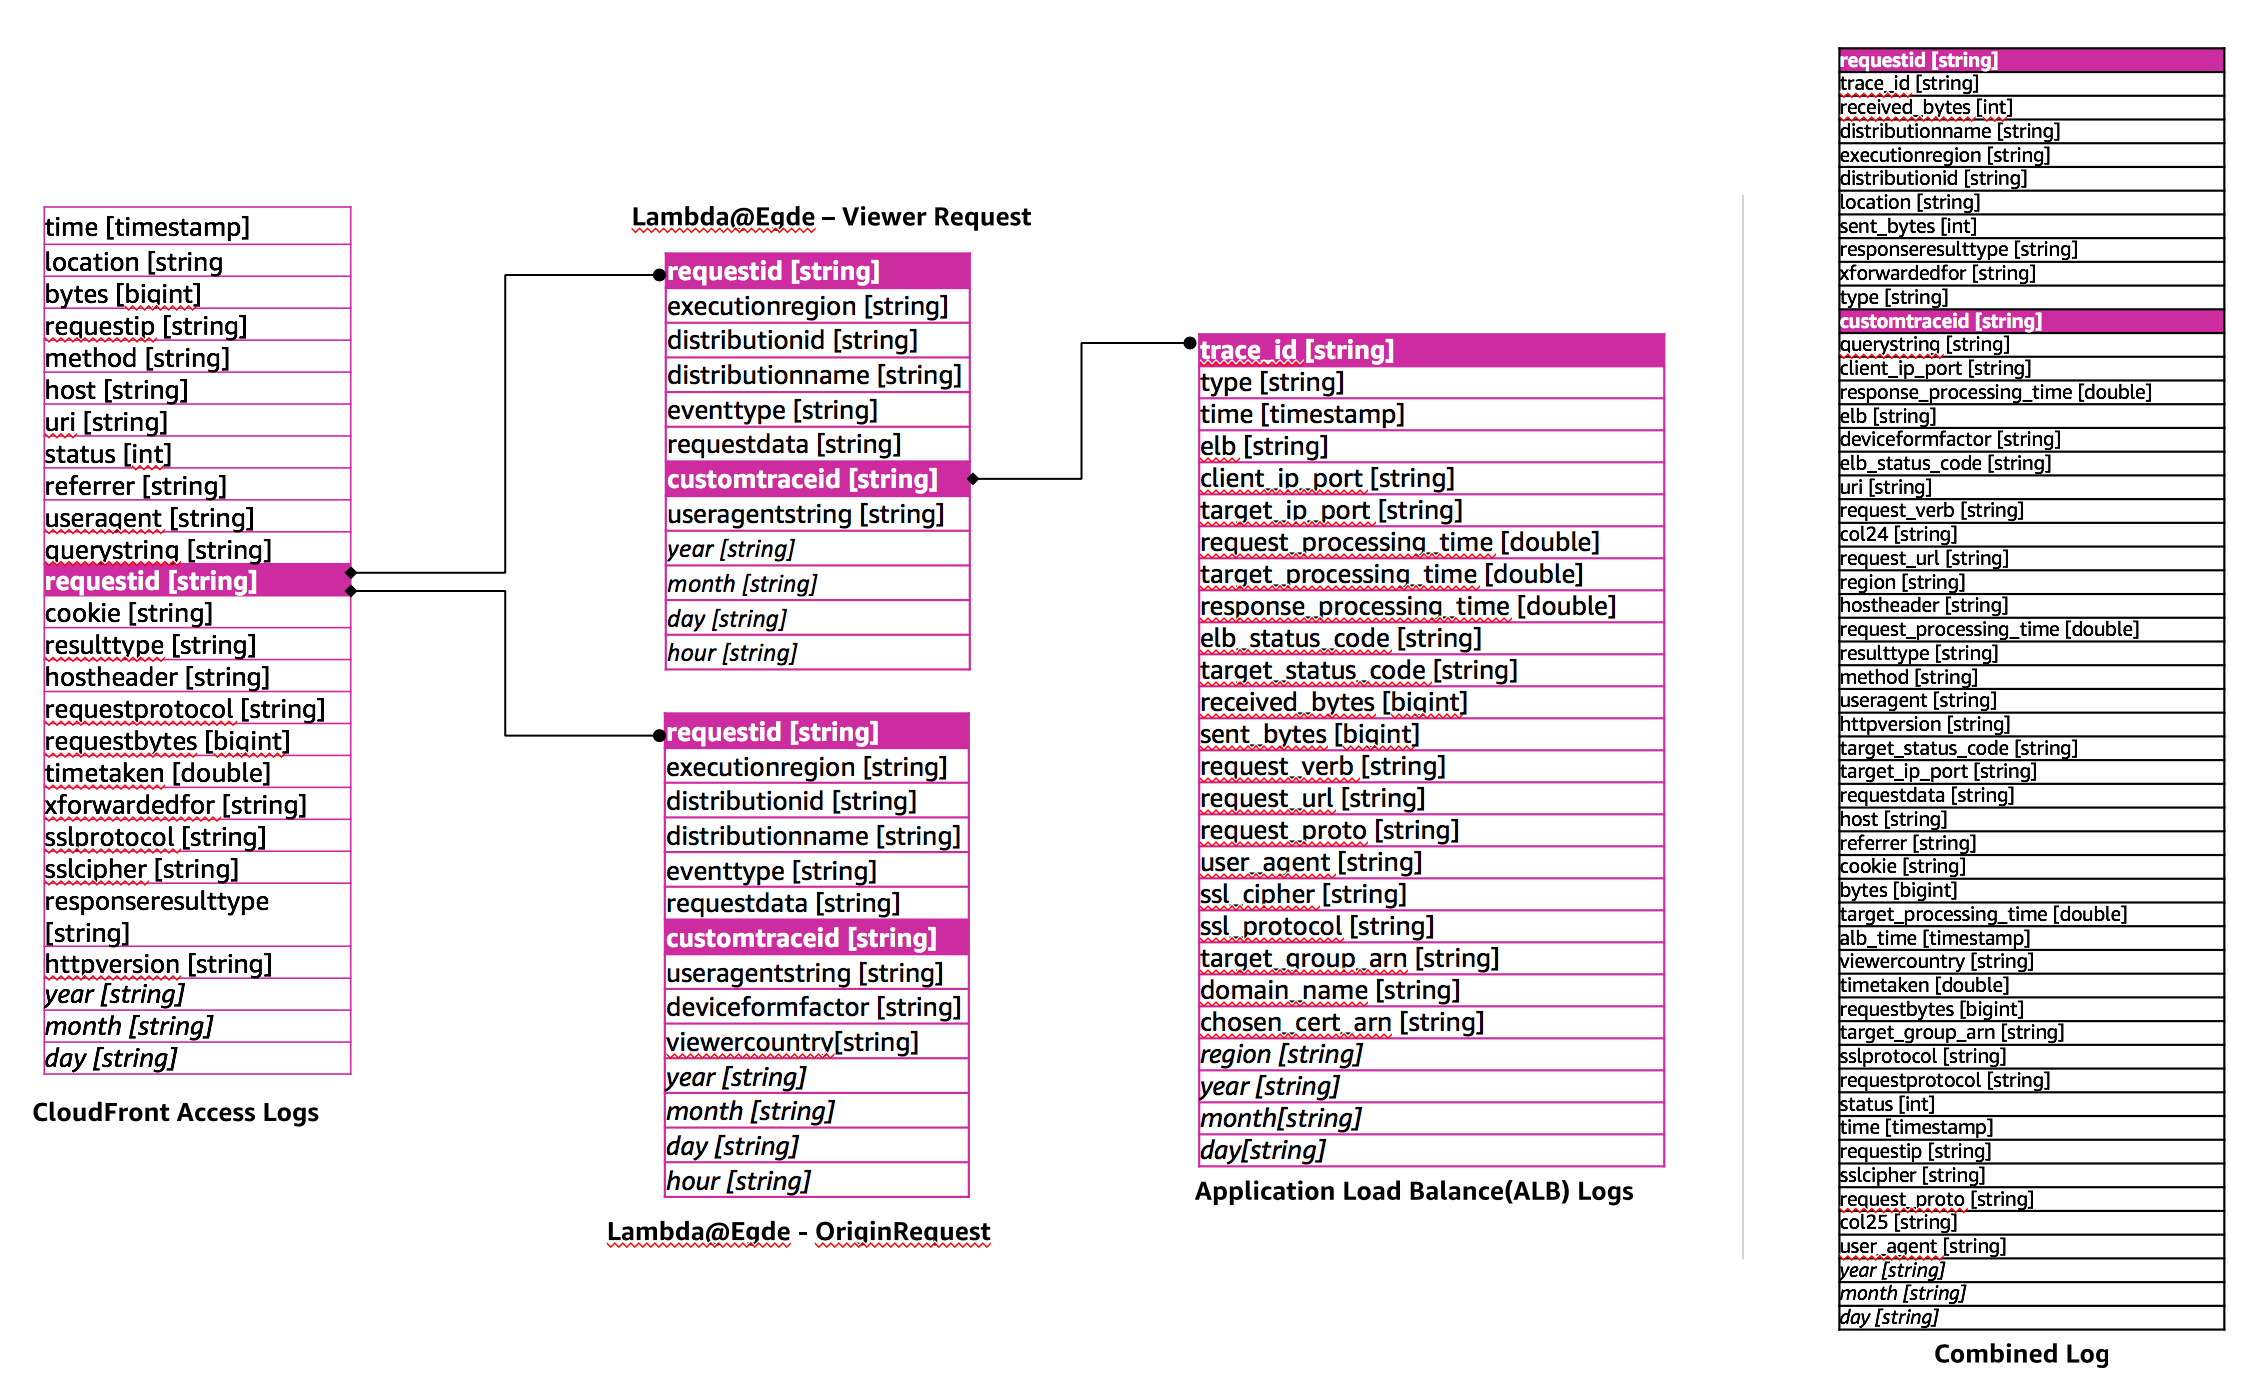 time [timestamp]
location [string
bytes [bigint]
requestip [string]
method [string]
host [string]
uri [string]
status [int]
referrer [string]
useragent [string]
querystring [string]
requestid [string]
cookie [string]
resulttype [string]
hostheader [string]
requestprotocol [string]
requestbytes [bigint]
timetaken [double]
xforwardedfor [string]
sslprotocol [string]
sslcipher [string]
responseresulttype
[string]
httpversion [string]
year [string]
month [string]
day [string]
CloudFront Access Logs
Lambda@Egde – Viewer Request
requestid [string]
executionregion [string]
distributionid [string]
distributionname [string]
eventtype [string]
requestdata [string]
customtraceid [string]
useragentstring [string]
year [string]
month [string]
day [string]
hour [string]
requestid [string]
executionregion [string]
distributionid [string]
distributionname [string]
eventtype [string]
requestdata [string]
customtraceid [string]
useragentstring [string]
deviceformfactor [string]
viewercountry[string]
year [string]
month [string]
day [string]
hour [string]
Lambda@Egde - OriginRequest
trace_id [string]
type [string]
time [timestamp]
elb [string]
client_ip_port [string]
target_ip_port [string]
request_processing_time [double]
target_processing_time [double]
response_processing_time [double]
elb_status_code [string]
target_status_code [string]
received_bytes [bigint]
sent_bytes [bigint]
request_verb [string]
request_url [string]
request_proto [string]
user_agent [string]
ssl_cipher [string]
ssl_protocol [string]
target_group_arn [string]
domain_name [string]
chosen_cert_arn [string]
region [string]
year [string]
month[string]
day[string]
Application Load Balance(ALB) Logs
requestid [string]
trace_id [string]
received_bytes [int]
distributionname [string]
executionregion [string]
distributionid [string]
location [string]
sent_bytes [int]
responseresulttype [string]
xforwardedfor [string]
type [string]
customtraceid [string]
querystring [string]
client_ip_port [string]
response_processing_time [double]
elb [string]
deviceformfactor [string]
elb_status_code [string]
uri [string]
request_verb [string]
col24 [string]
request_url [string]
region [string]
hostheader [string]
request_processing_time [double]
resulttype [string]
method [string]
useragent [string]
httpversion [string]
target_status_code [string]
target_ip_port [string]
requestdata [string]
host [string]
referrer [string]
cookie [string]
bytes [bigint]
target_processing_time [double]
alb_time [timestamp]
viewercountry [string]
timetaken [double]
requestbytes [bigint]
target_group_arn [string]
sslprotocol [string]
requestprotocol [string]
status [int]
time [timestamp]
requestip [string]
sslcipher [string]
request_proto [string]
col25 [string]
user_agent [string]
year [string]
month [string]
day [string]
Combined Log